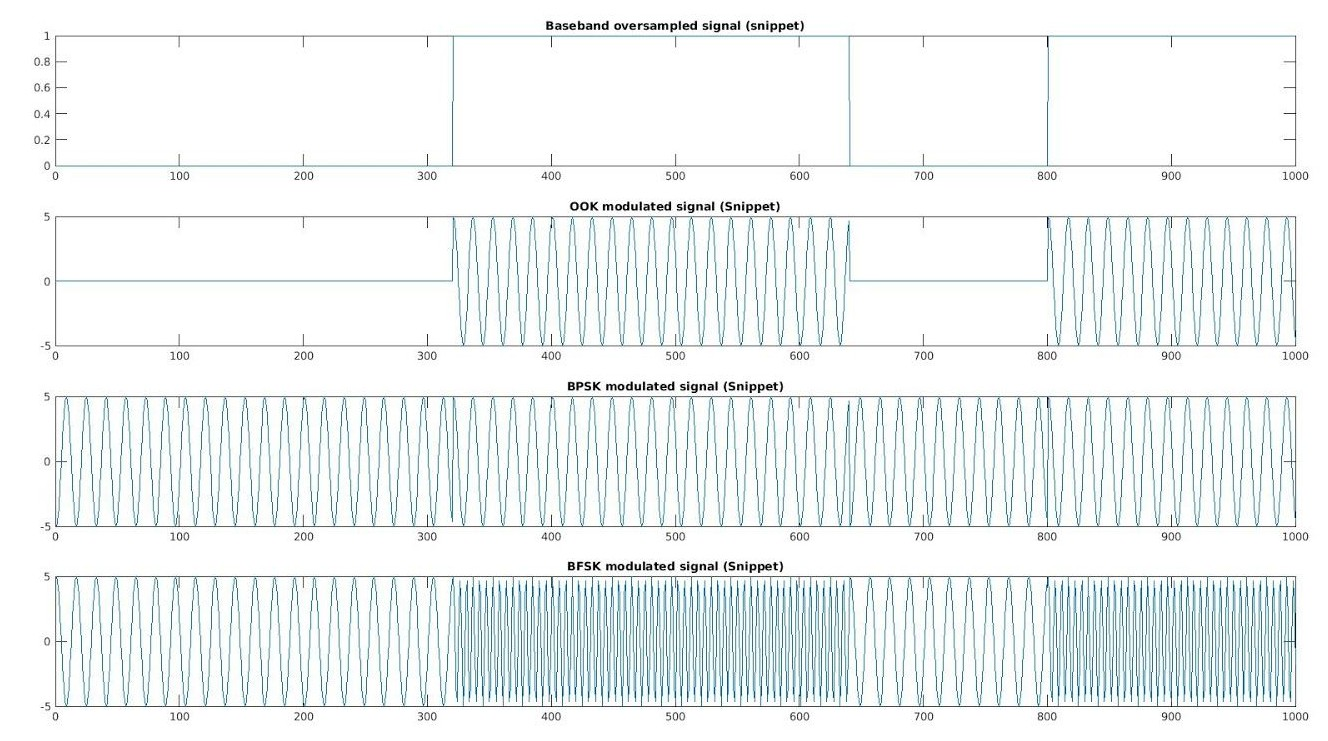 Baseband oversampled signal (snippet)
1
0.8
0.6
0.4
0.2
0
0 100 200 300 400 500 600 700 800 900 1000
OOK modulated signal (Snippet)
5
0
-5
0 100 200 300 400 500 600 700 800 900 1000
BPSK modulated signal (Snippet)
5
0
-5
0 100 200 300 400 500 600 700 800 900 1000
BFSK modulated signal (Snippet)
5
0
-5
0 100 200 300 400 500 600 700 800 900 1000